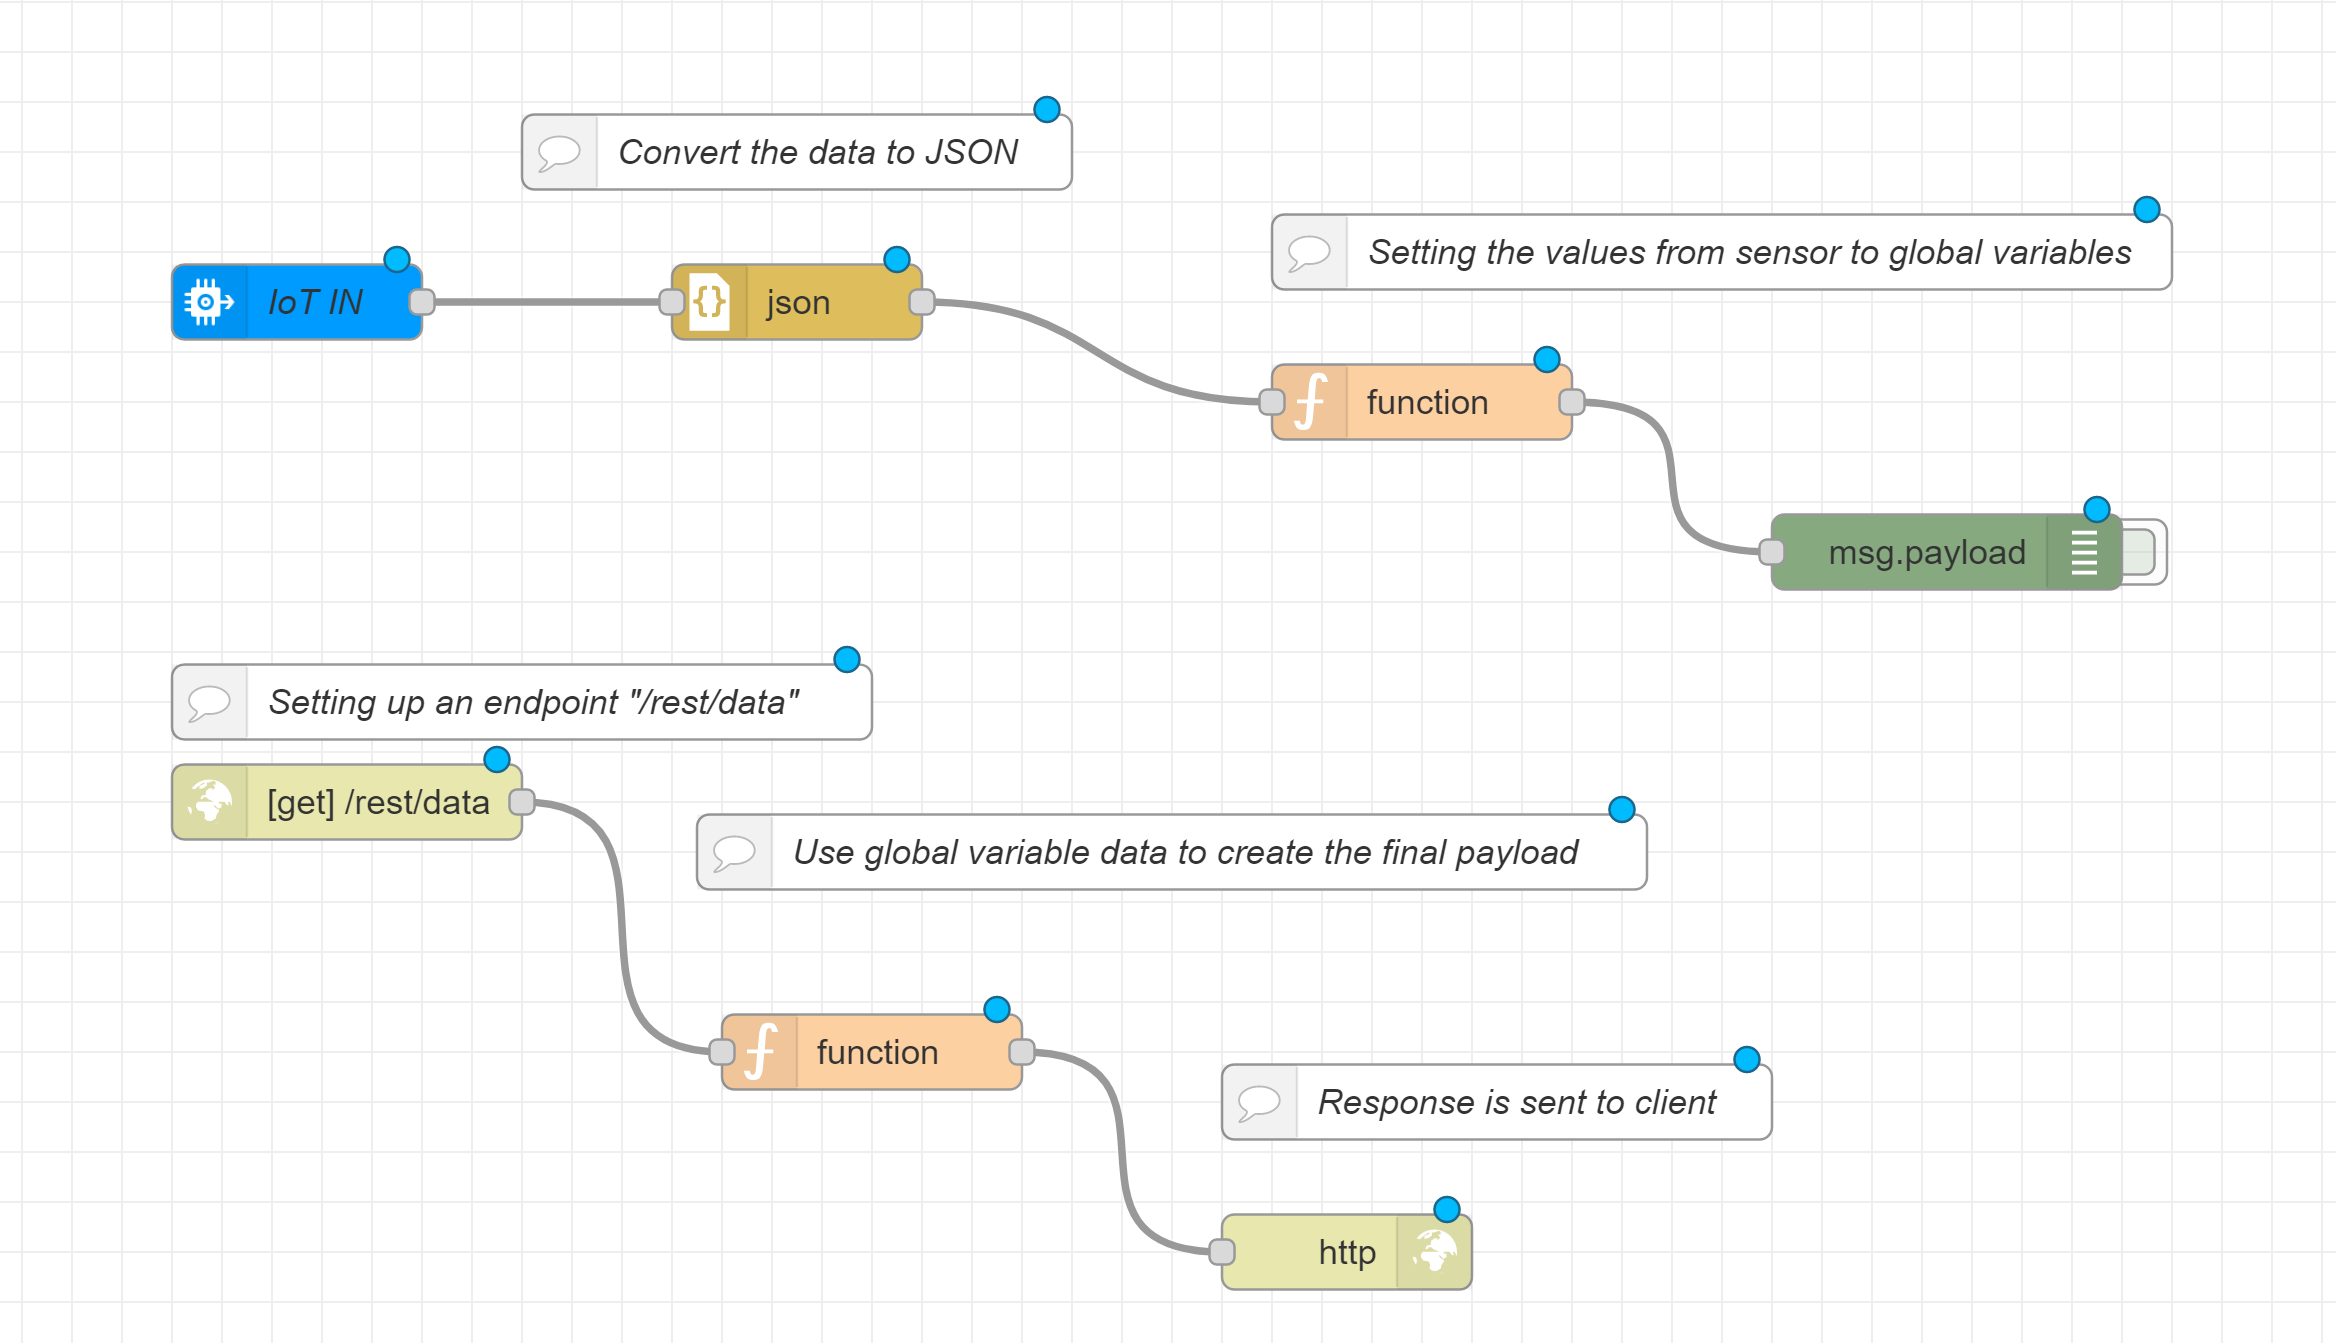 Convert the data to JSON
Setting the values from sensor to global variables
IoT IN
json
function
msg.payload
Setting up an endpoint "/rest/data"
[get] /rest/data
Use global variable data to create the final payload
function
Response is sent to client
http